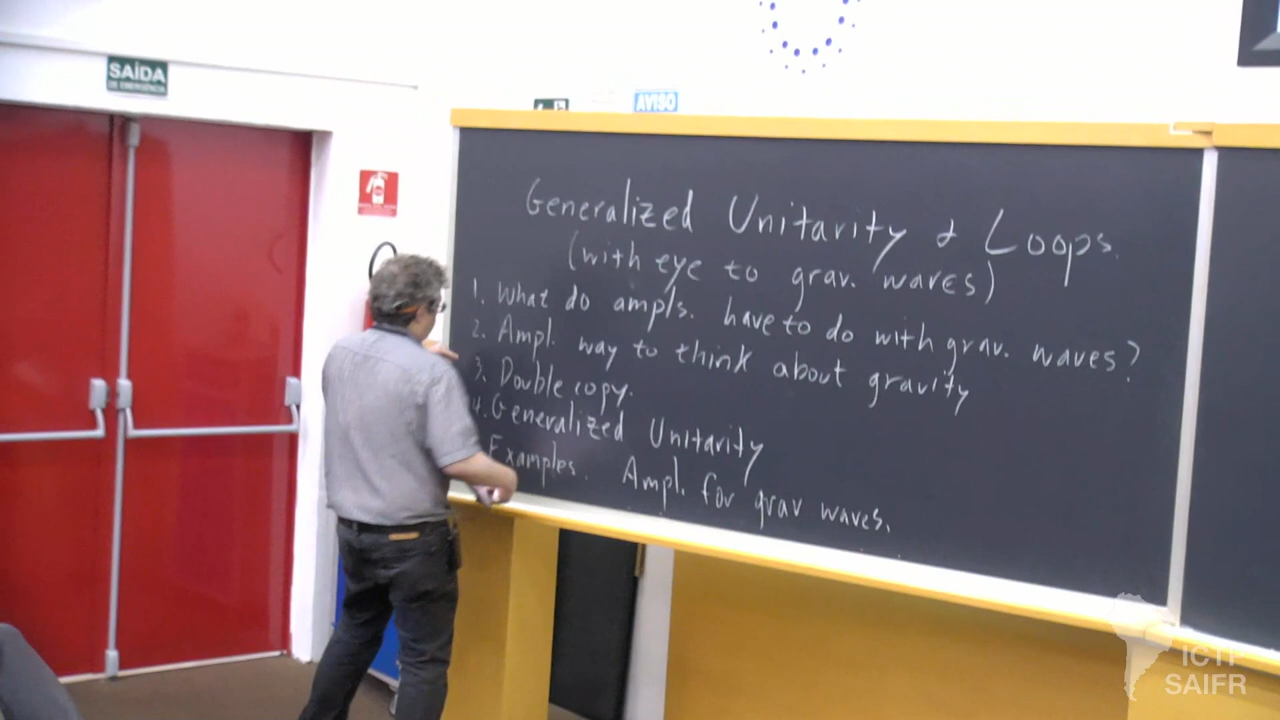 SAÍDA
DE EMERGÊNCIA
AVISO
Generalized Unitarity & Loops.
(with eye to grav. waves)
1. What do ampls. have to do with grav. waves?
2. Ampl. way to think about gravity
3. Double copy.
4. Generalized Unitarity
Examples. Ampl. for grav waves.
ICTP
SAIFR